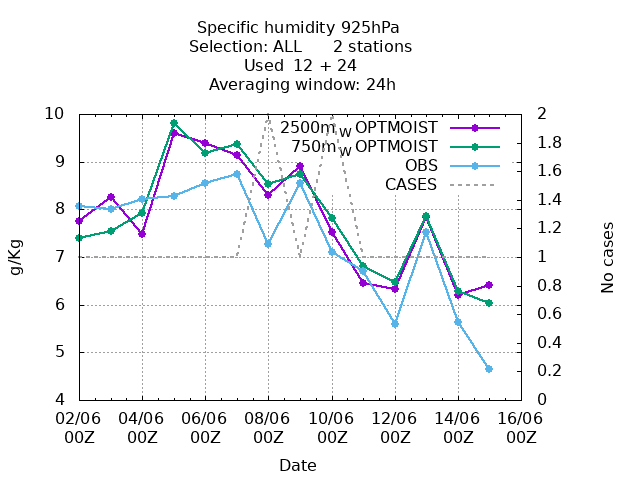 Specific humidity 925hPa
Selection: ALL 2 stations
Used 12 + 24
Averaging window: 24h
2500m_W OPTMOIST
750m_W OPTMOIST
OBS
CASES
10
9
8
7
6
5
4
g/Kg
2
1.8
1.6
1.4
1.2
1
0.8
0.6
0.4
0.2
0
No cases
02/06 04/06 06/06 08/06 10/06 12/06 14/06 16/06
00Z 00Z 00Z 00Z 00Z 00Z 00Z 00Z
Date